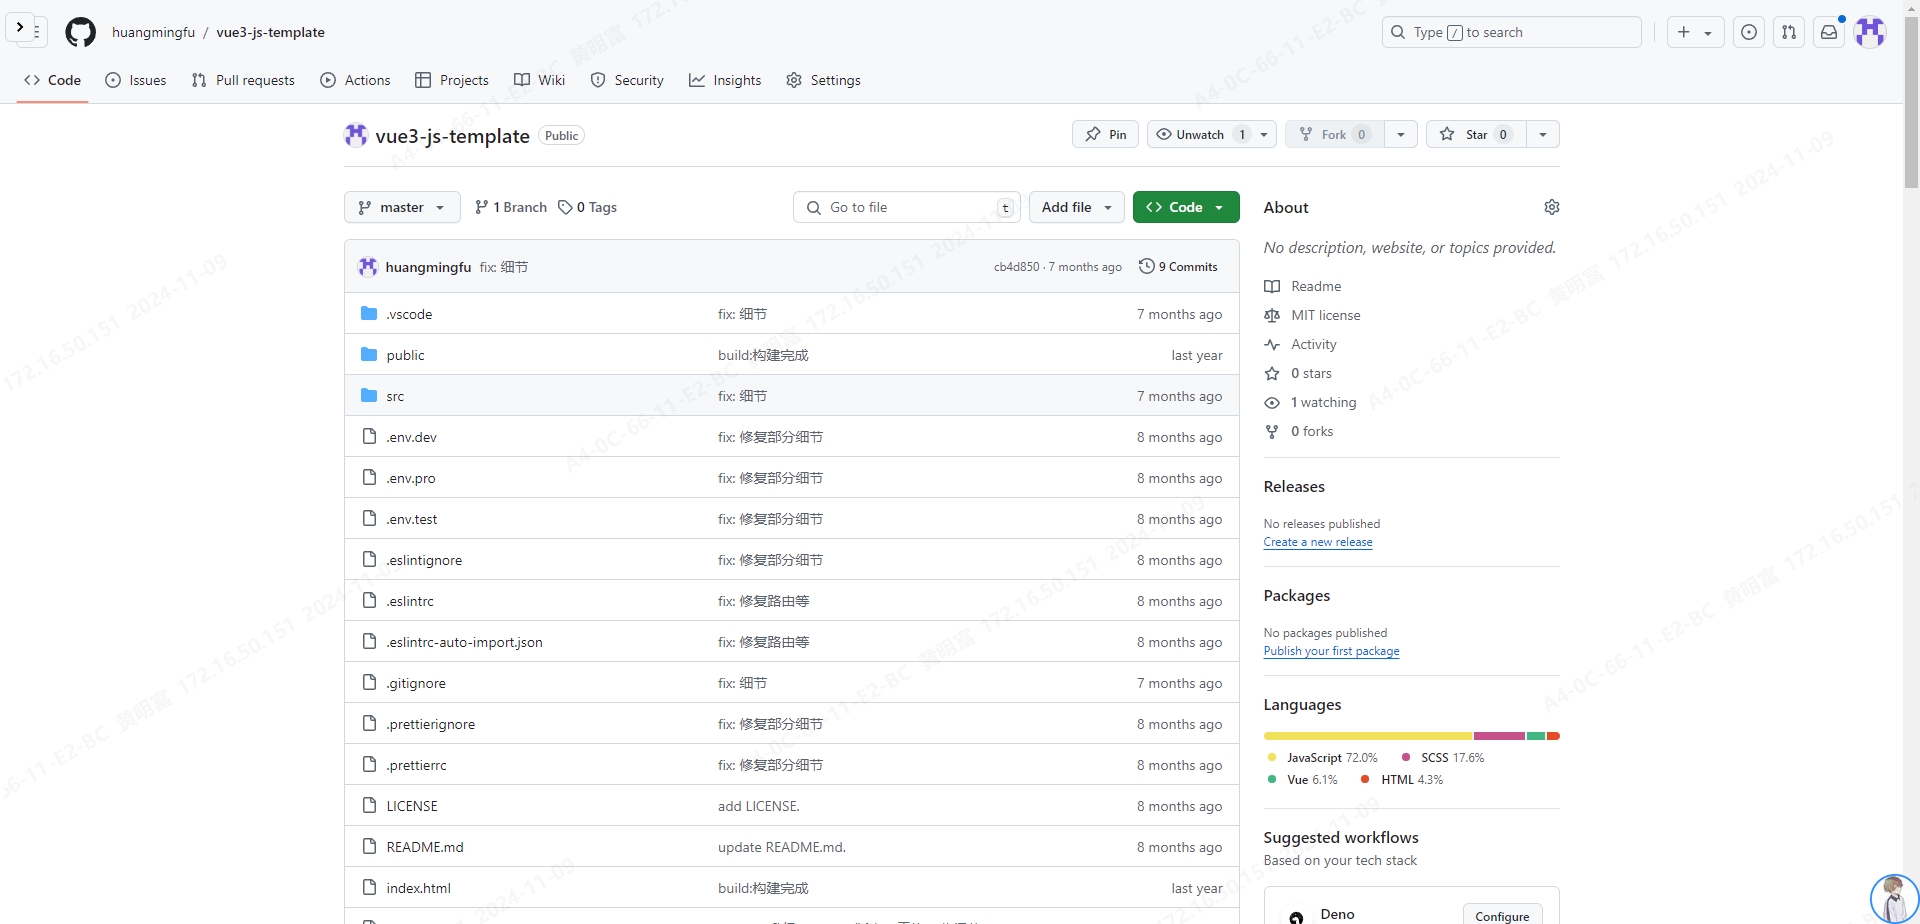 huangmingfu / vue3-js-template
Type / to search
Code Issues Pull requests Actions Projects Wiki Security Insights Settings
vue3-js-template Public
Pin Unwatch 1 Fork 0 Star 0
master 1 Branch 0 Tags Go to file t Add file Code
huangmingfu fix: 细节 cb4d850 · 7 months ago 9 Commits
.vscode fix: 细节 7 months ago
public build:构建完成 last year
src fix: 细节 7 months ago
.env.dev fix: 修复部分细节 8 months ago
.env.pro fix: 修复部分细节 8 months ago
.env.test fix: 修复部分细节 8 months ago
.eslintignore fix: 修复部分细节 8 months ago
.eslintrc fix: 修复路由等 8 months ago
.eslintrc-auto-import.json fix: 修复路由等 8 months ago
.gitignore fix: 细节 7 months ago
.prettierignore fix: 修复部分细节 8 months ago
.prettierrc fix: 修复部分细节 8 months ago
LICENSE add LICENSE. 8 months ago
README.md update README.md. 8 months ago
index.html build:构建完成 last year
About
No description, website, or topics provided.
Readme
MIT license
Activity
0 stars
1 watching
0 forks
Releases
No releases published
Create a new release
Packages
No packages published
Publish your first package
Languages
JavaScript 72.0% SCSS 17.6%
Vue 6.1% HTML 4.3%
Suggested workflows
Based on your tech stack
Deno Configure
A4-0C-66-11-E2-BC 黄明富 172.16.50.151 2024-11-09